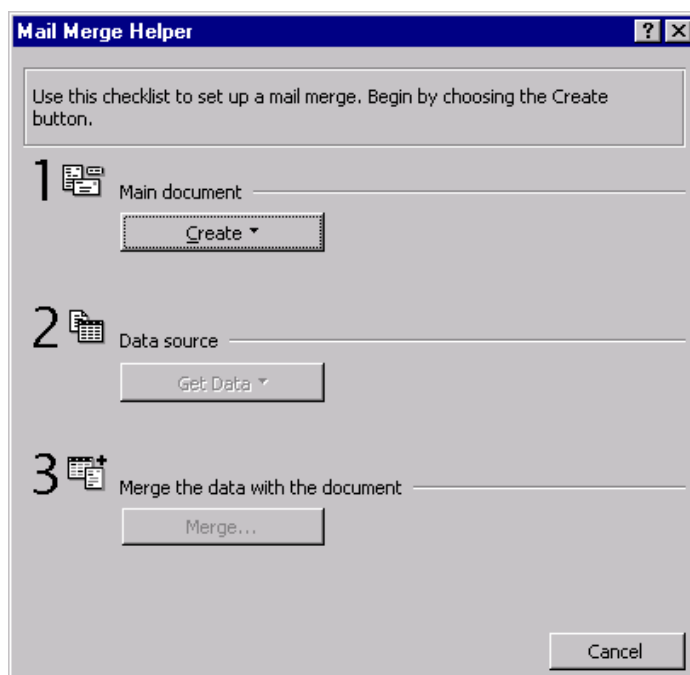 Mail Merge Helper
Use this checklist to set up a mail merge. Begin by choosing the Create
button.
1
Main document
Create
2
Data source
Get Data
3
Merge the data with the document
Merge...
Cancel